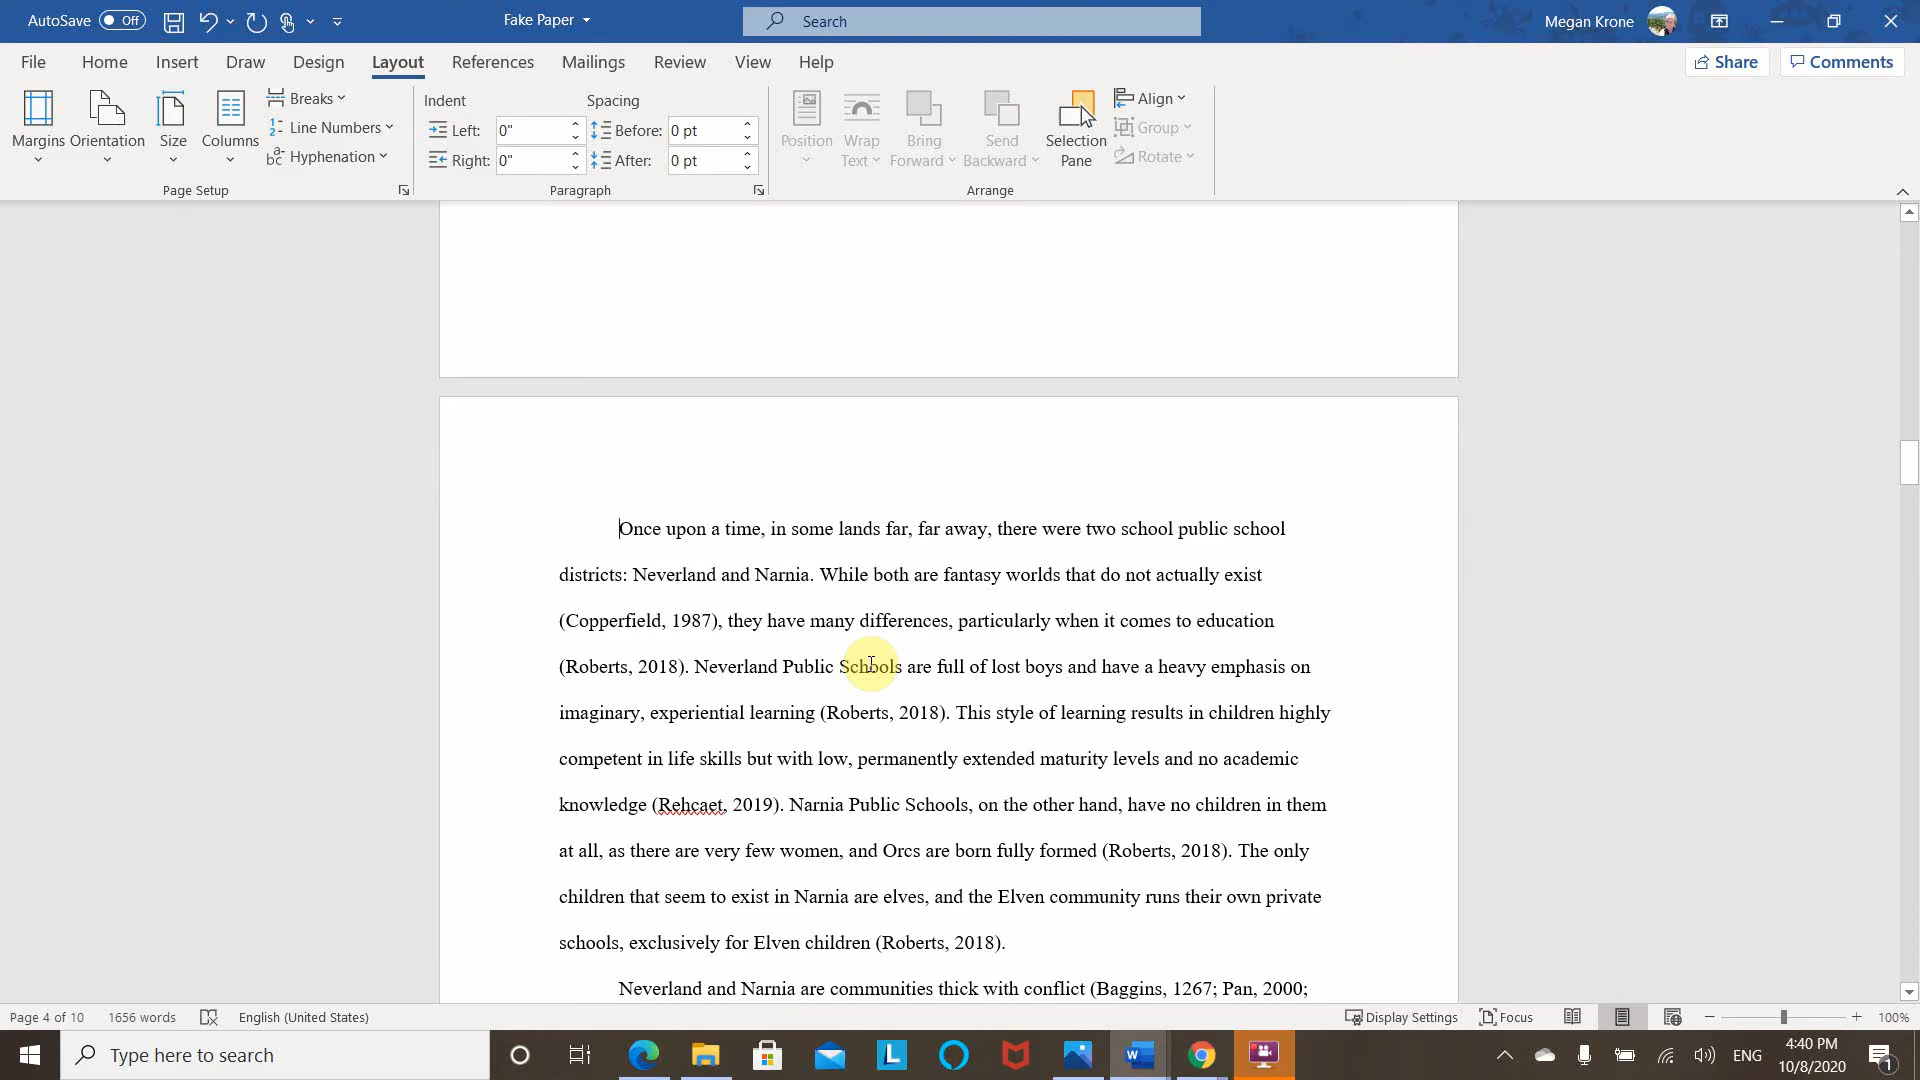 AutoSave Off Fake Paper Search Megan Krone
File Home Insert Draw Design Layout References Mailings Review View Help Share Comments
Margins Orientation Size Columns
Breaks
Line Numbers
Hyphenation
Page Setup
Indent Spacing
Left: 0" Before: 0 pt
Right: 0" After: 0 pt
Paragraph
Position
Wrap Text
Bring Forward
Send Backward
Selection Pane
Align
Group
Rotate
Arrange
Once upon a time, in some lands far, far away, there were two school public school
districts: Neverland and Narnia. While both are fantasy worlds that do not actually exist
(Copperfield, 1987), they have many differences, particularly when it comes to education
(Roberts, 2018). Neverland Public Schools are full of lost boys and have a heavy emphasis on
imaginary, experiential learning (Roberts, 2018). This style of learning results in children highly
competent in life skills but with low, permanently extended maturity levels and no academic
knowledge (Rehcaet, 2019). Narnia Public Schools, on the other hand, have no children in them
at all, as there are very few women, and Orcs are born fully formed (Roberts, 2018). The only
children that seem to exist in Narnia are elves, and the Elven community runs their own private
schools, exclusively for Elven children (Roberts, 2018).
Neverland and Narnia are communities thick with conflict (Baggins, 1267; Pan, 2000;
Page 4 of 10 1656 words English (United States) Display Settings Focus 100%
Type here to search ENG
4:40 PM
10/8/2020
1